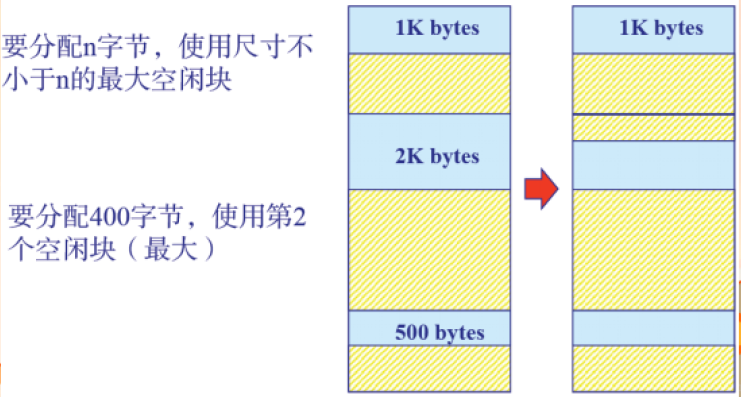 要分配n字节，使用尺寸不
小于n的最大空闲块
要分配400字节，使用第2
个空闲块（最大）
1K bytes
2K bytes
500 bytes
1K bytes